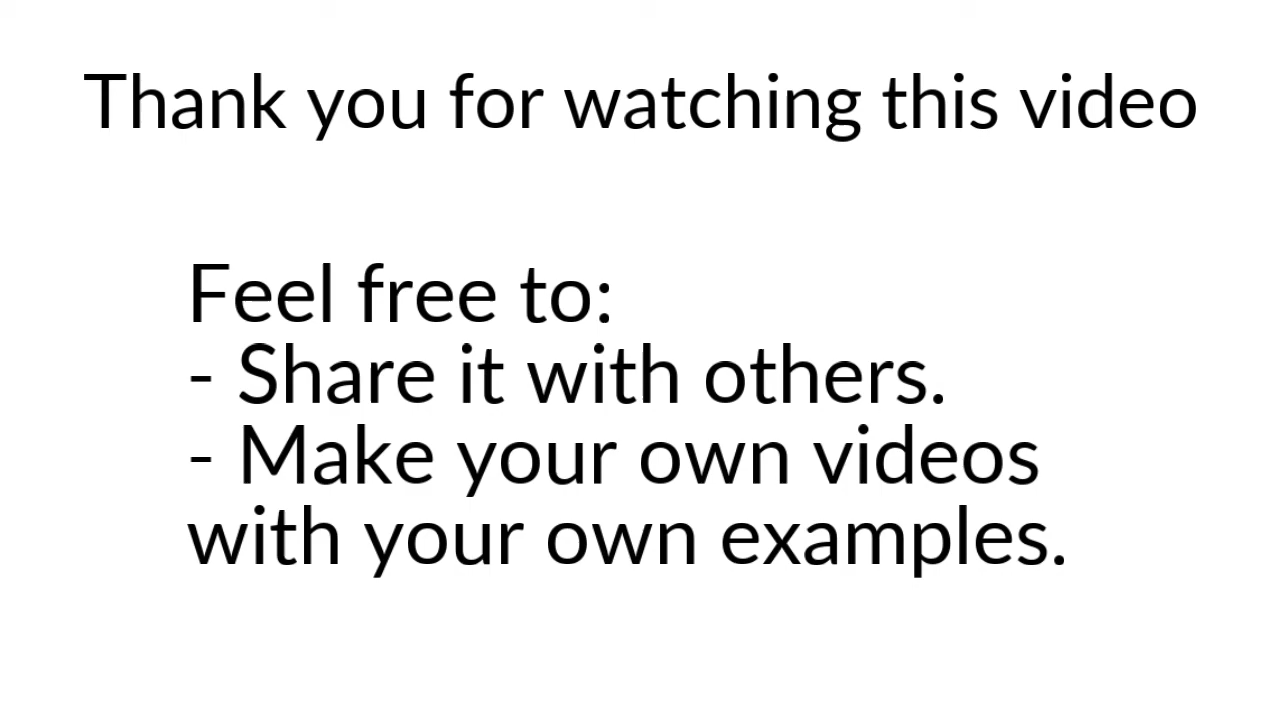 Thank you for watching this video
Feel free to:
- Share it with others.
- Make your own videos
with your own examples.